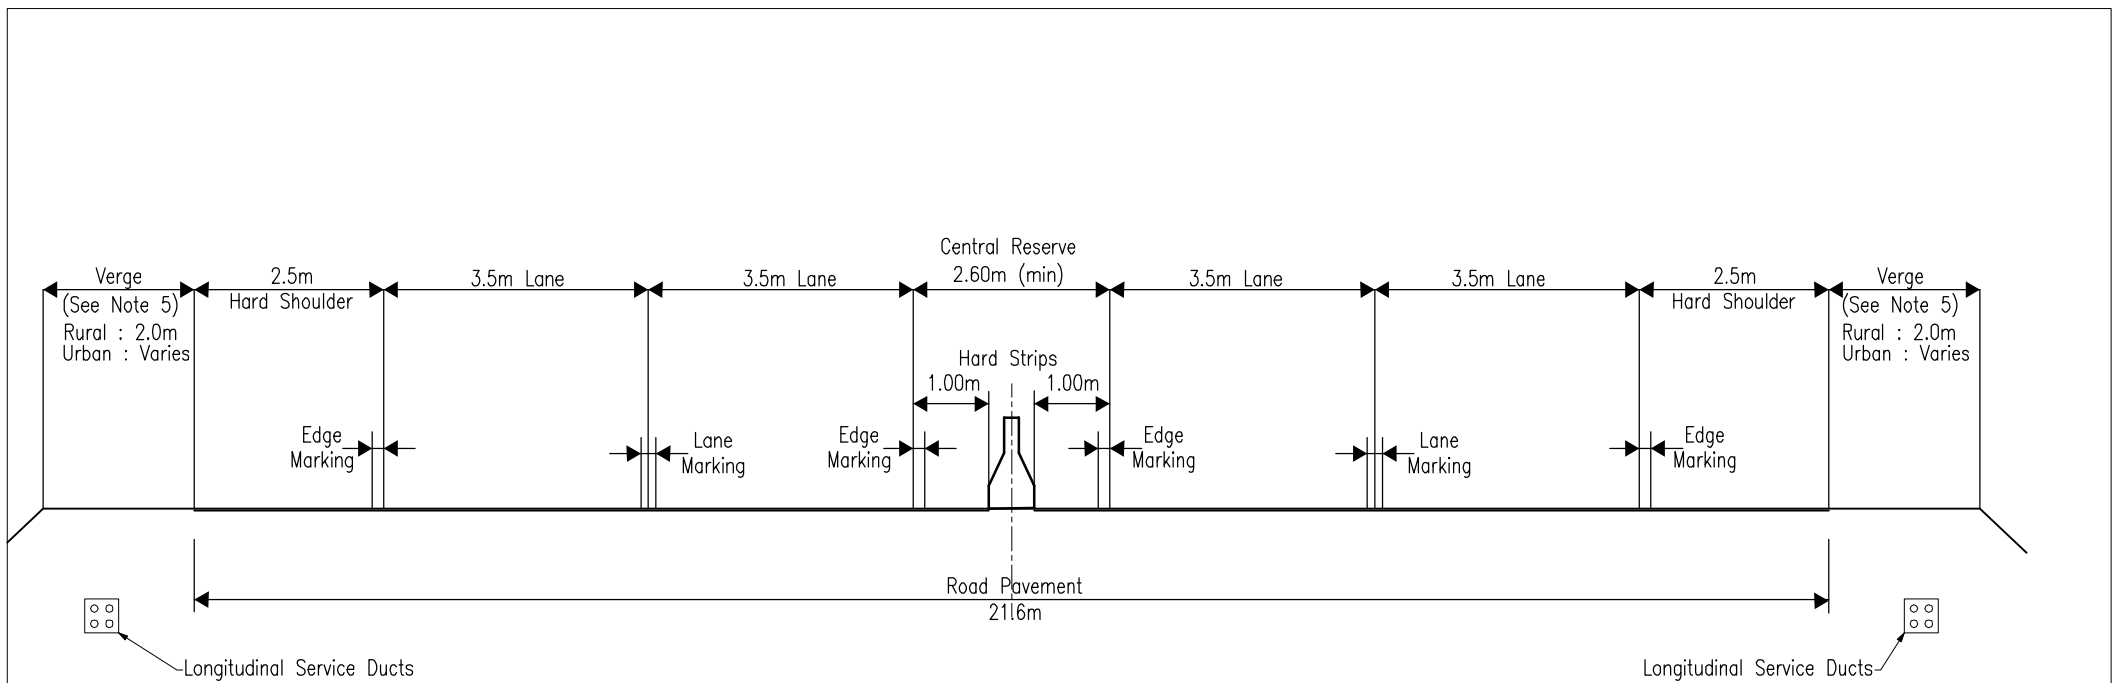 Central Reserve
2.60m (min)
Verge
(See Note 5)
Rural : 2.0m
Urban : Varies
2.5m
Hard Shoulder
3.5m Lane
3.5m Lane
3.5m Lane
3.5m Lane
2.5m
Hard Shoulder
Verge
(See Note 5)
Rural : 2.0m
Urban : Varies
Hard Strips
1.00m
1.00m
Edge
Marking
Lane
Marking
Edge
Marking
Edge
Marking
Lane
Marking
Edge
Marking
Road Pavement
21.6m
Longitudinal Service Ducts
Longitudinal Service Ducts